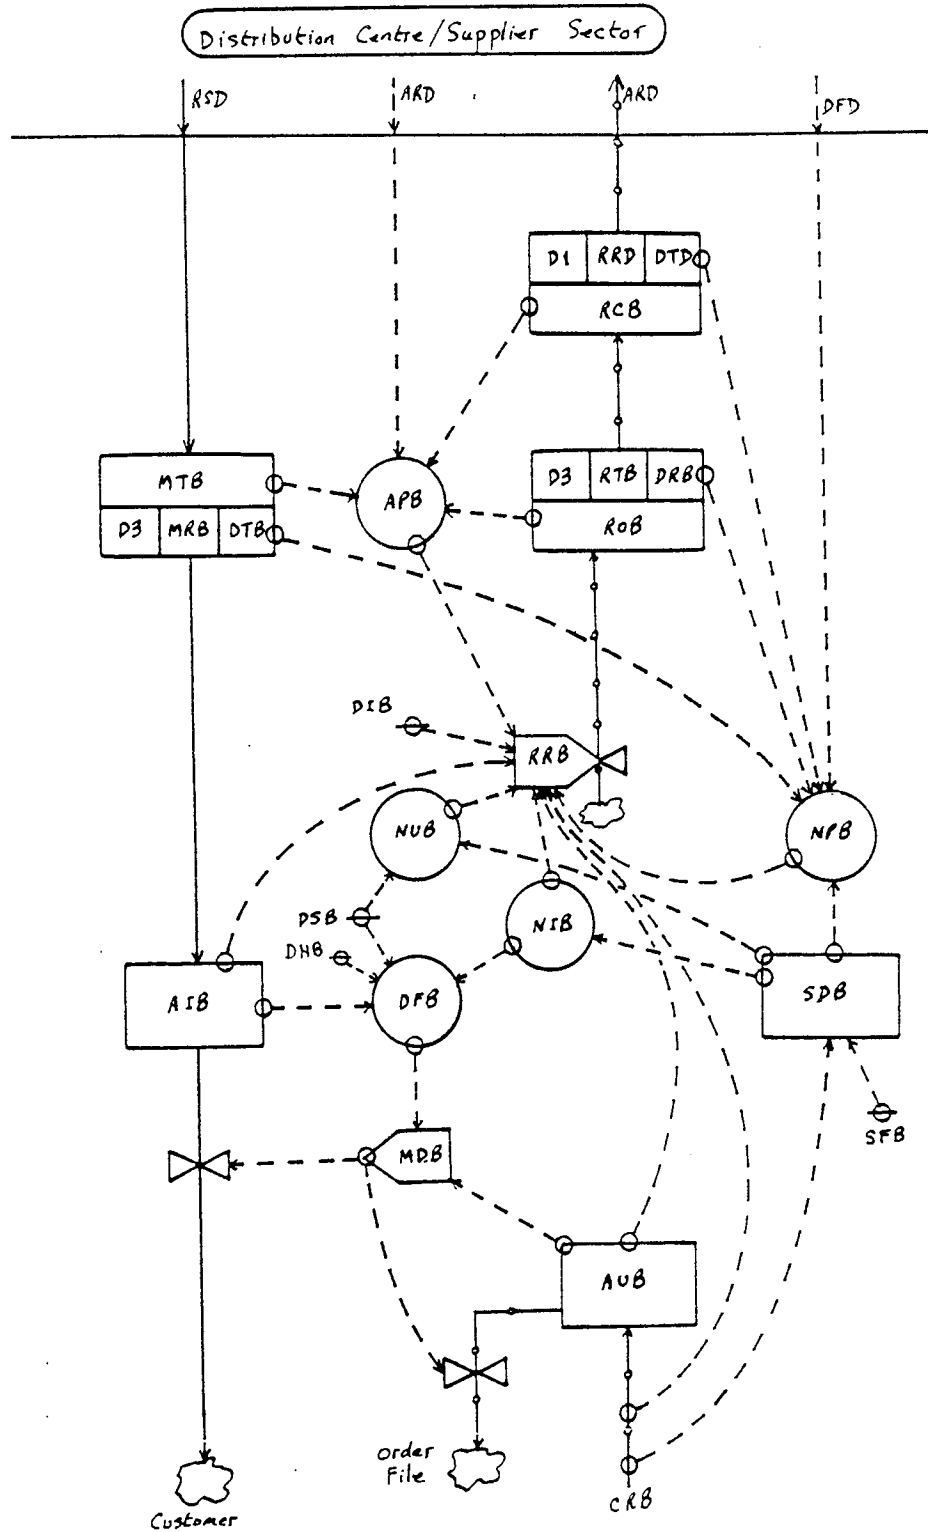 Distribution Centre/Supplier Sector
RSD
ARD
ARD
DFD
D1 RRD DTD
RCB
MTB
D3 MRB DTB
APB
D3 RTB DRB
ROB
DIB
RRB
NUB
NPB
DSB
DHB
NIB
AIB
DFB
SDB
SFB
MDB
AUB
Order
File
CRB
Customer